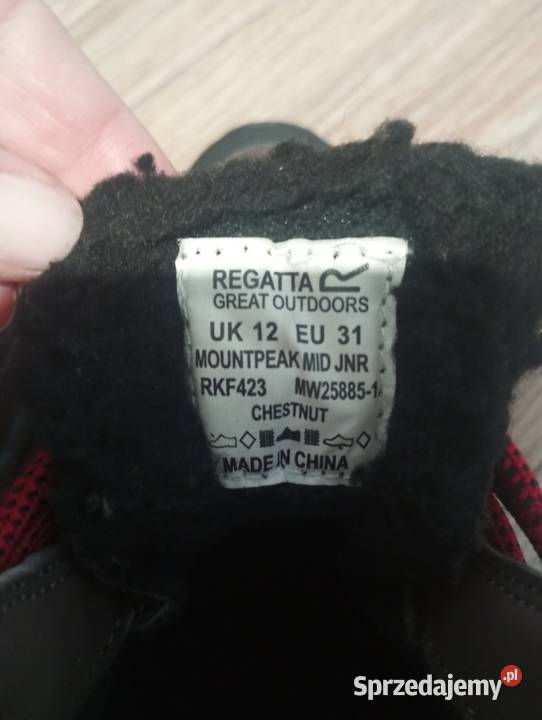 REGATTA
GREAT OUTDOORS
UK 12 EU 31
MOUNTPEAK MID JNR
RKF423 MW25885-1
CHESTNUT
MADE IN CHINA
Sprzedajemy.pl